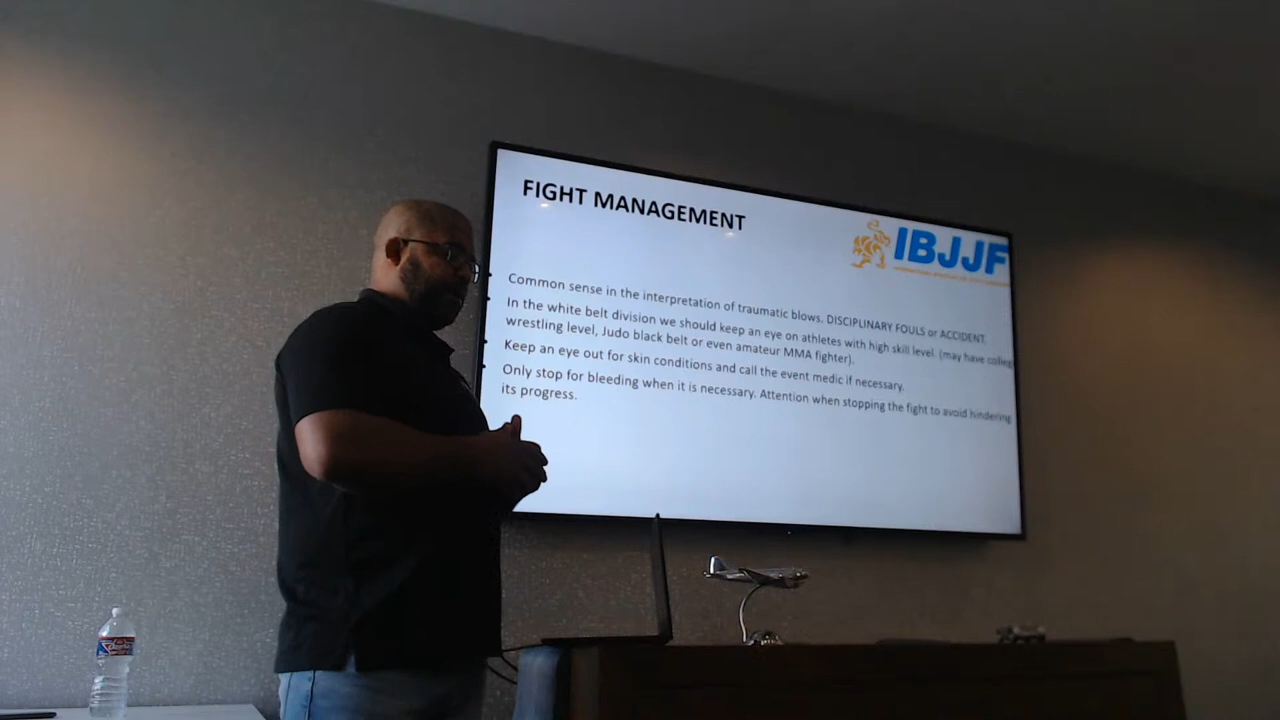 FIGHT MANAGEMENT
IBJJF
Common sense in the interpretation of traumatic blows. DISCIPLINARY FOULS or ACCIDENT.
In the white belt division we should keep an eye on athletes with high skill level. (may have colleg
wrestling level, Judo black belt or even amateur MMA fighter).
Keep an eye out for skin conditions and call the event medic if necessary.
Only stop for bleeding when it is necessary. Attention when stopping the fight to avoid hindering
its progress.